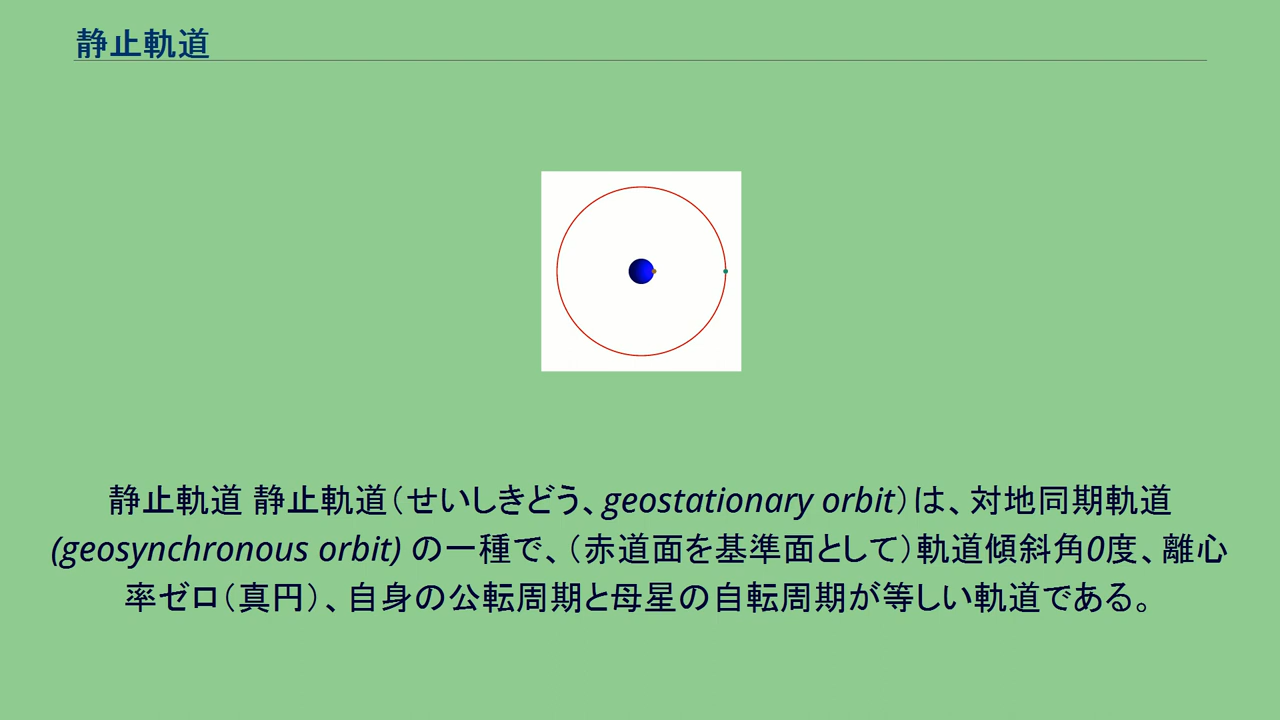 静止軌道
静止軌道 静止軌道（せいしきどう、geostationary orbit）は、対地同期軌道
(geosynchronous orbit) の一種で、（赤道面を基準面として）軌道傾斜角0度、離心
率ゼロ（真円）、自身の公転周期と母星の自転周期が等しい軌道である。